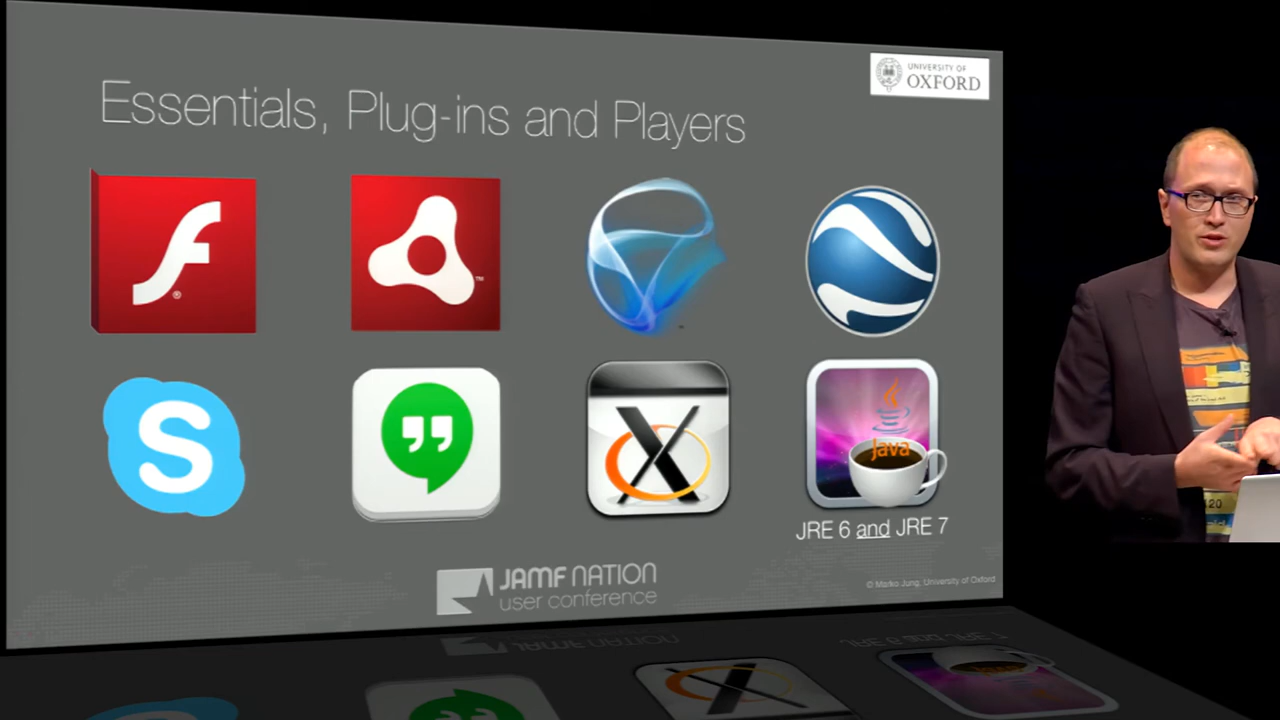 UNIVERSITY OF
OXFORD
Essentials, Plug-ins and Players
Java
JRE 6 and JRE 7
JAMF NATION
user conference
© Marko Jung, University of Oxford
20